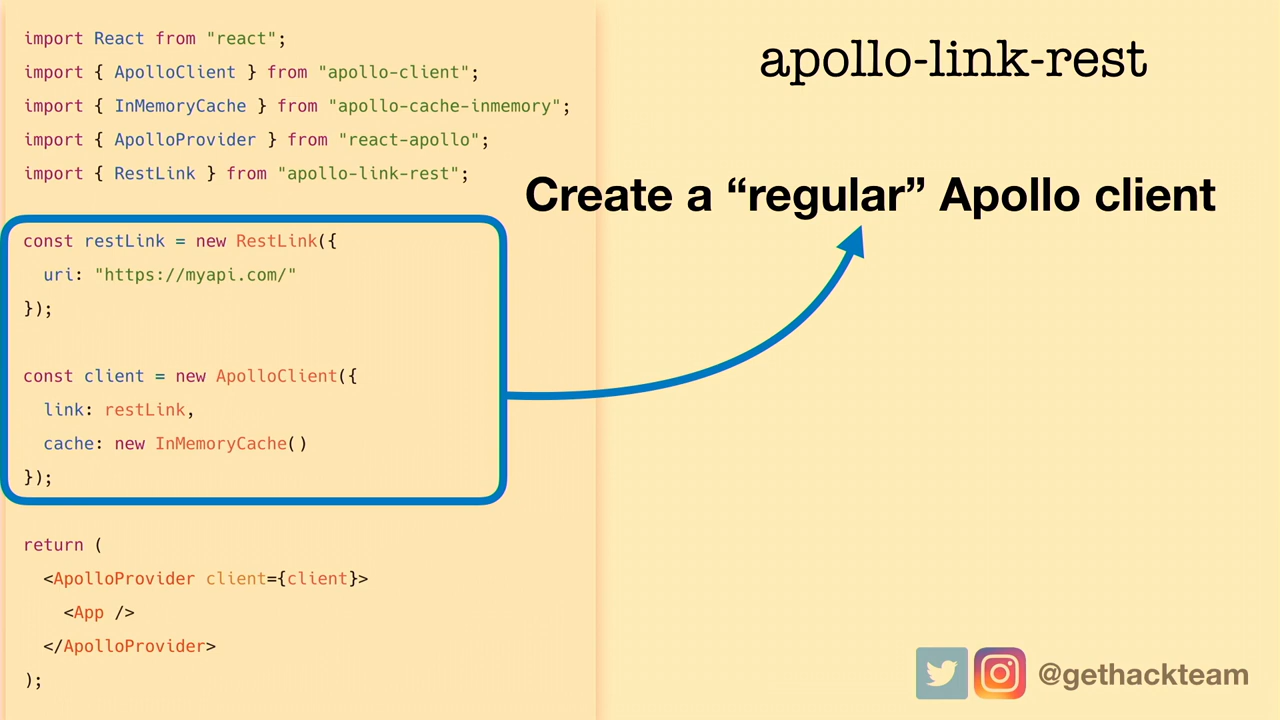 import React from "react";
import { ApolloClient } from "apollo-client";
import { InMemoryCache } from "apollo-cache-inmemory";
import { ApolloProvider } from "react-apollo";
import { RestLink } from "apollo-link-rest";
const restLink = new RestLink({
  uri: "https://myapi.com/"
});
const client = new ApolloClient({
  link: restLink,
  cache: new InMemoryCache()
});
return (
  <ApolloProvider client={client}>
    <App />
  </ApolloProvider>
);
apollo-link-rest
Create a “regular” Apollo client
@gethackteam